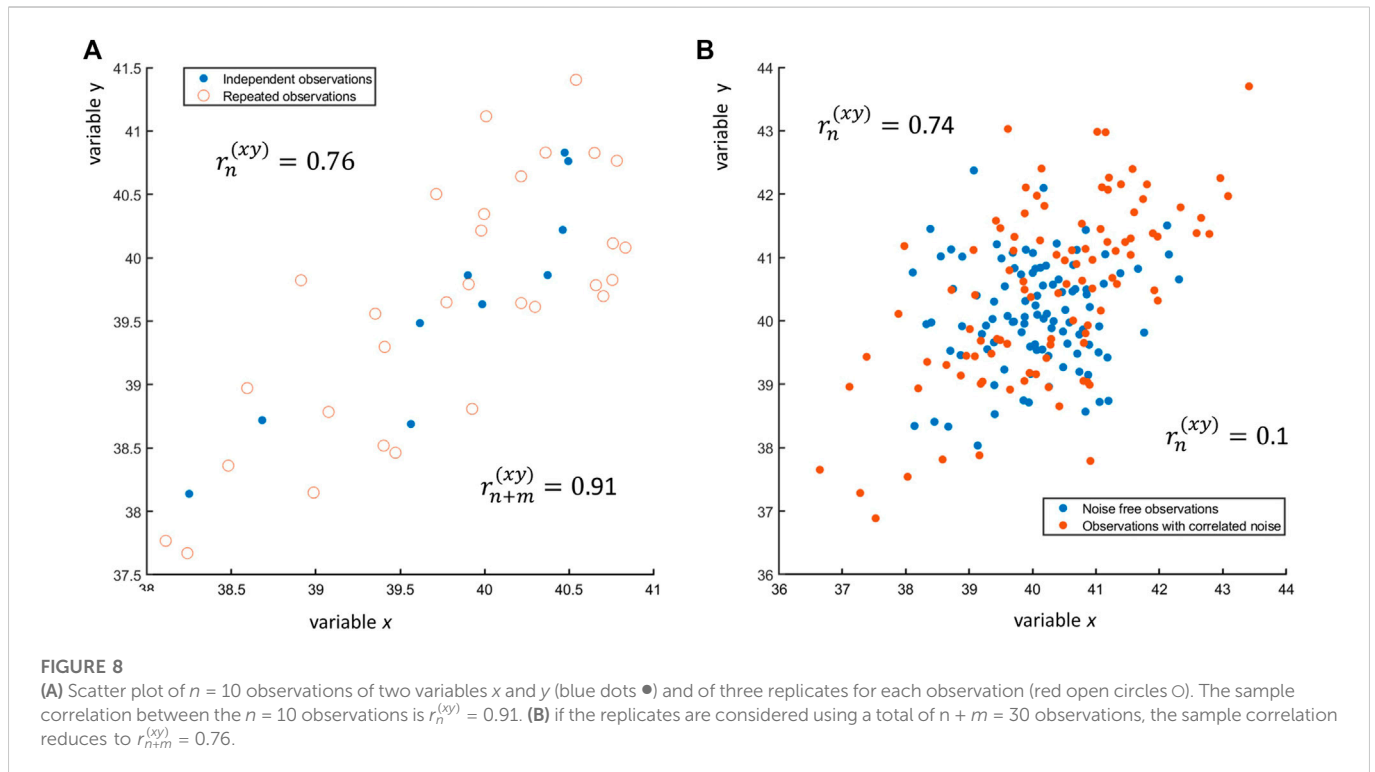 A
variable y
41.5
41
40.5
40
39.5
39
38.5
38
37.5
Independent observations
Repeated observations
r_n^{(xy)} = 0.76
r_{n+m}^{(xy)} = 0.91
38 38.5 39 39.5 40 40.5 41
variable x
B
variable y
44
43
42
41
40
39
38
37
36
r_n^{(xy)} = 0.74
r_n^{(xy)} = 0.1
Noise free observations
Observations with correlated noise
36 37 38 39 40 41 42 43 44
variable x
FIGURE 8
(A) Scatter plot of n = 10 observations of two variables x and y (blue dots ●) and of three replicates for each observation (red open circles O). The sample
correlation between the n = 10 observations is r_n^{(xy)} = 0.91. (B) if the replicates are considered using a total of n + m = 30 observations, the sample correlation
reduces to r_{n+m}^{(xy)} = 0.76.